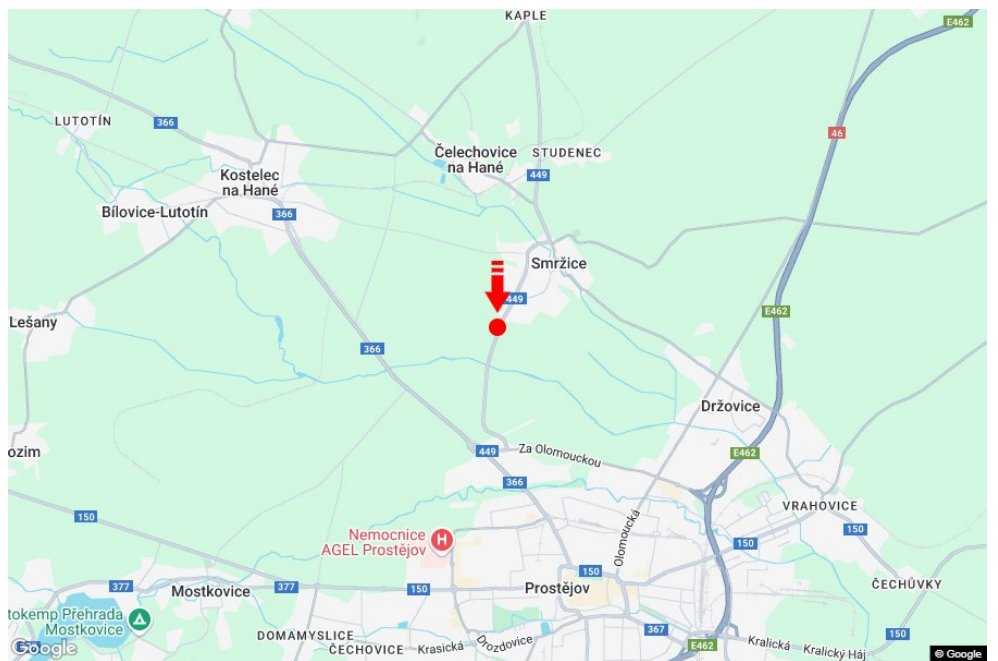 KAPLE
E462
366
LUTOTÍN
46
Čelechovice
na Hané
STUDENEC
449
Kostelec
na Hané
Bílovice-Lutotín
366
Smržice
449
E462
Lešany
366
Držovice
ozim
449
Za Olomouckou
E462
366
VRAHOVICE
150
Olomoucká
Nemocnice
AGEL Prostějov
H
150
150
377
377
150
Mostkovice
Prostějov
150
ČECHŮVKY
tokemp Přehrada
Mostkovice
DOMAMYSLICE
ČECHOVICE
Krasická
Drozdovice
367
E462
Kralická
Kralický Háj
Google
© Google